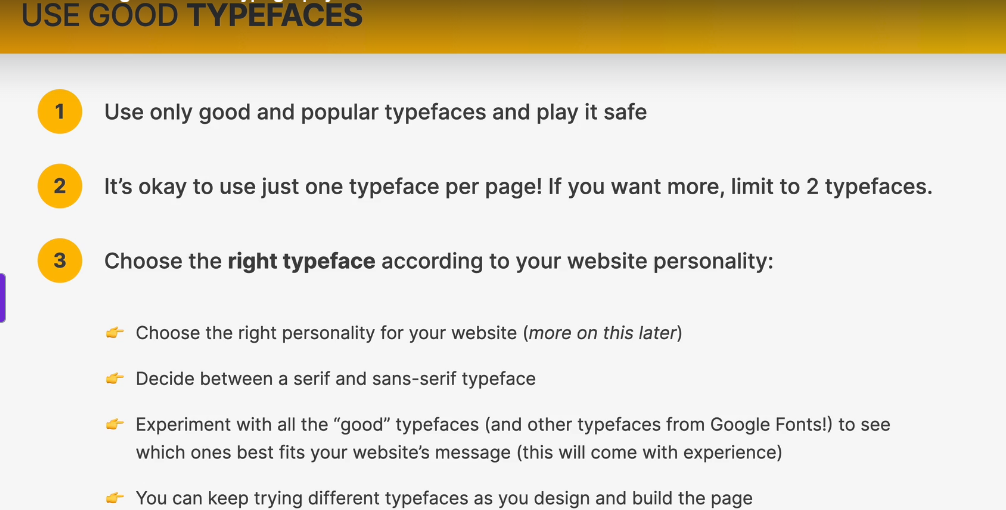 USE GOOD TYPEFACES
1 Use only good and popular typefaces and play it safe
2 It’s okay to use just one typeface per page! If you want more, limit to 2 typefaces.
3 Choose the right typeface according to your website personality:
👉 Choose the right personality for your website (more on this later)
👉 Decide between a serif and sans-serif typeface
👉 Experiment with all the “good” typefaces (and other typefaces from Google Fonts!) to see
which ones best fits your website’s message (this will come with experience)
👉 You can keep trying different typefaces as you design and build the page